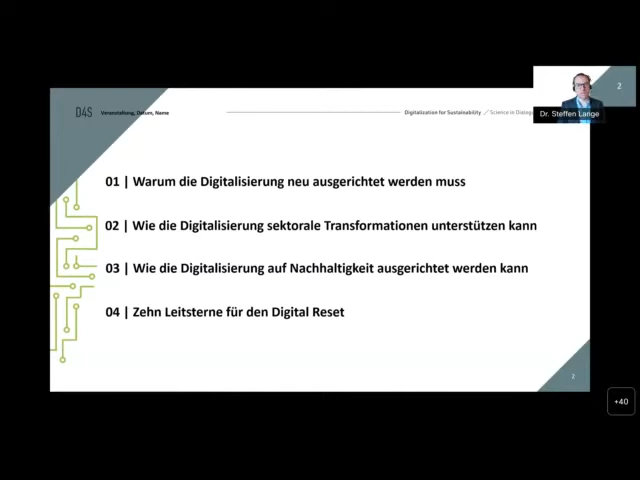 2
Dr. Steffen Lange
D4S Veranstaltung, Datum, Name Digitalization for Sustainability / Science in Dialog
01 | Warum die Digitalisierung neu ausgerichtet werden muss
02 | Wie die Digitalisierung sektorale Transformationen unterstützen kann
03 | Wie die Digitalisierung auf Nachhaltigkeit ausgerichtet werden kann
04 | Zehn Leitsterne für den Digital Reset
2
+40